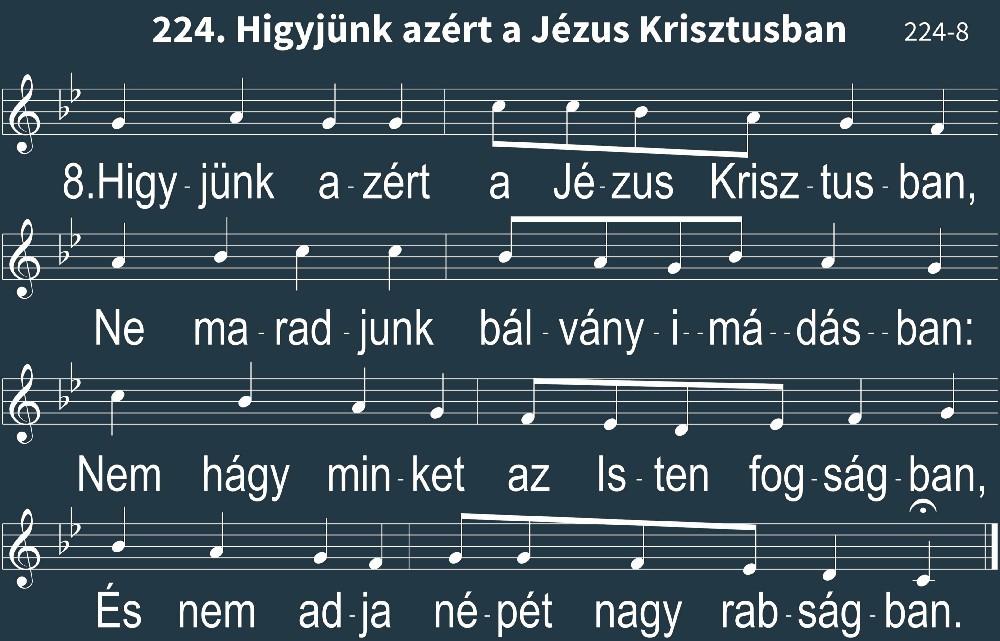 224. Higyjünk azért a Jézus Krisztusban 224-8
8.Higy-jünk a-zért a Jé-zus Krisz-tus-ban,
Ne ma-rad-junk bál-vány-i--má--dás--ban:
Nem hágy min-ket az Is-ten fog-ság-ban,
És nem ad-ja né-pét nagy rab-ság-ban.